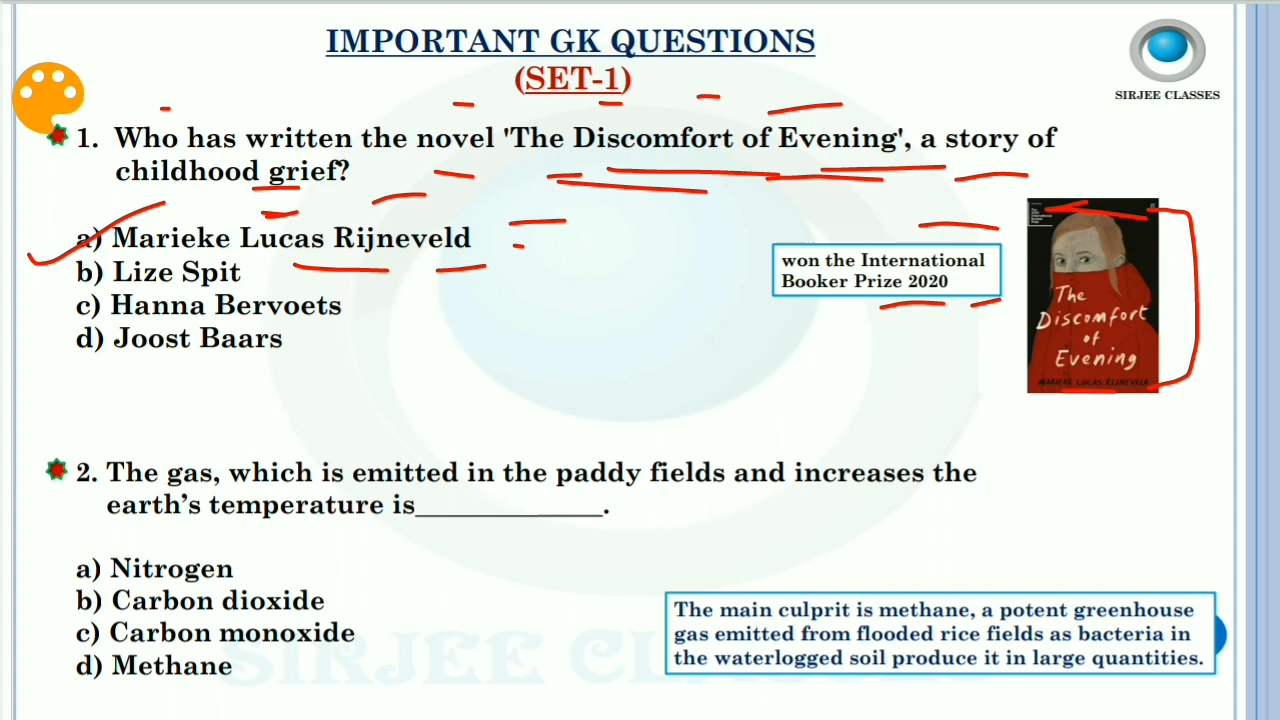 IMPORTANT GK QUESTIONS
(SET-1)
SIRJEE CLASSES
1. Who has written the novel 'The Discomfort of Evening', a story of
childhood grief?
a) Marieke Lucas Rijneveld
b) Lize Spit
c) Hanna Bervoets
d) Joost Baars
won the International
Booker Prize 2020
The
Discomfort
of
Evening
MARIEKE LUCAS RIJNEVELD
2. The gas, which is emitted in the paddy fields and increases the
earth's temperature is_____________.
a) Nitrogen
b) Carbon dioxide
c) Carbon monoxide
d) Methane
The main culprit is methane, a potent greenhouse
gas emitted from flooded rice fields as bacteria in
the waterlogged soil produce it in large quantities.
SIRJEE CL